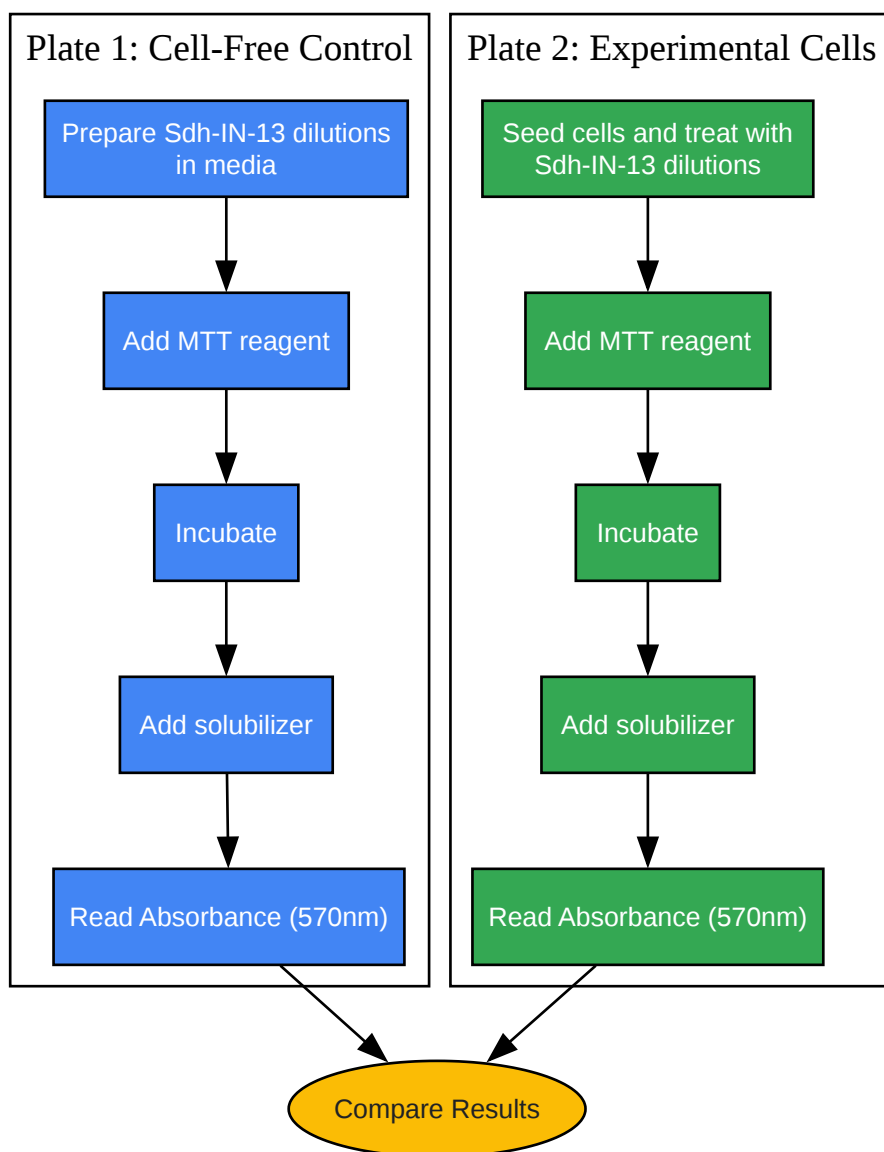 Plate 1: Cell-Free Control
Prepare Sdh-IN-13 dilutions
in media
Add MTT reagent
Incubate
Add solubilizer
Read Absorbance (570nm)
Plate 2: Experimental Cells
Seed cells and treat with
Sdh-IN-13 dilutions
Add MTT reagent
Incubate
Add solubilizer
Read Absorbance (570nm)
Compare Results